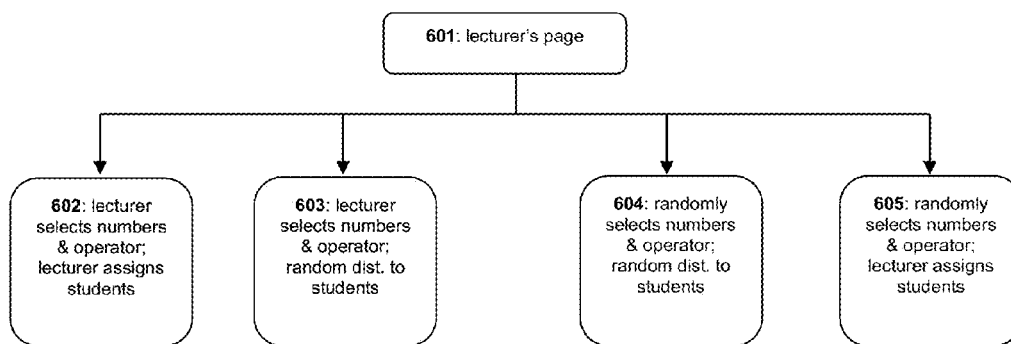 601: lecturer's page
602: lecturer
selects numbers
& operator;
lecturer assigns
students
603: lecturer
selects numbers
& operator;
random dist. to
students
604: randomly
selects numbers
& operator;
random dist. to
students
605: randomly
selects numbers
& operator;
lecturer assigns
students